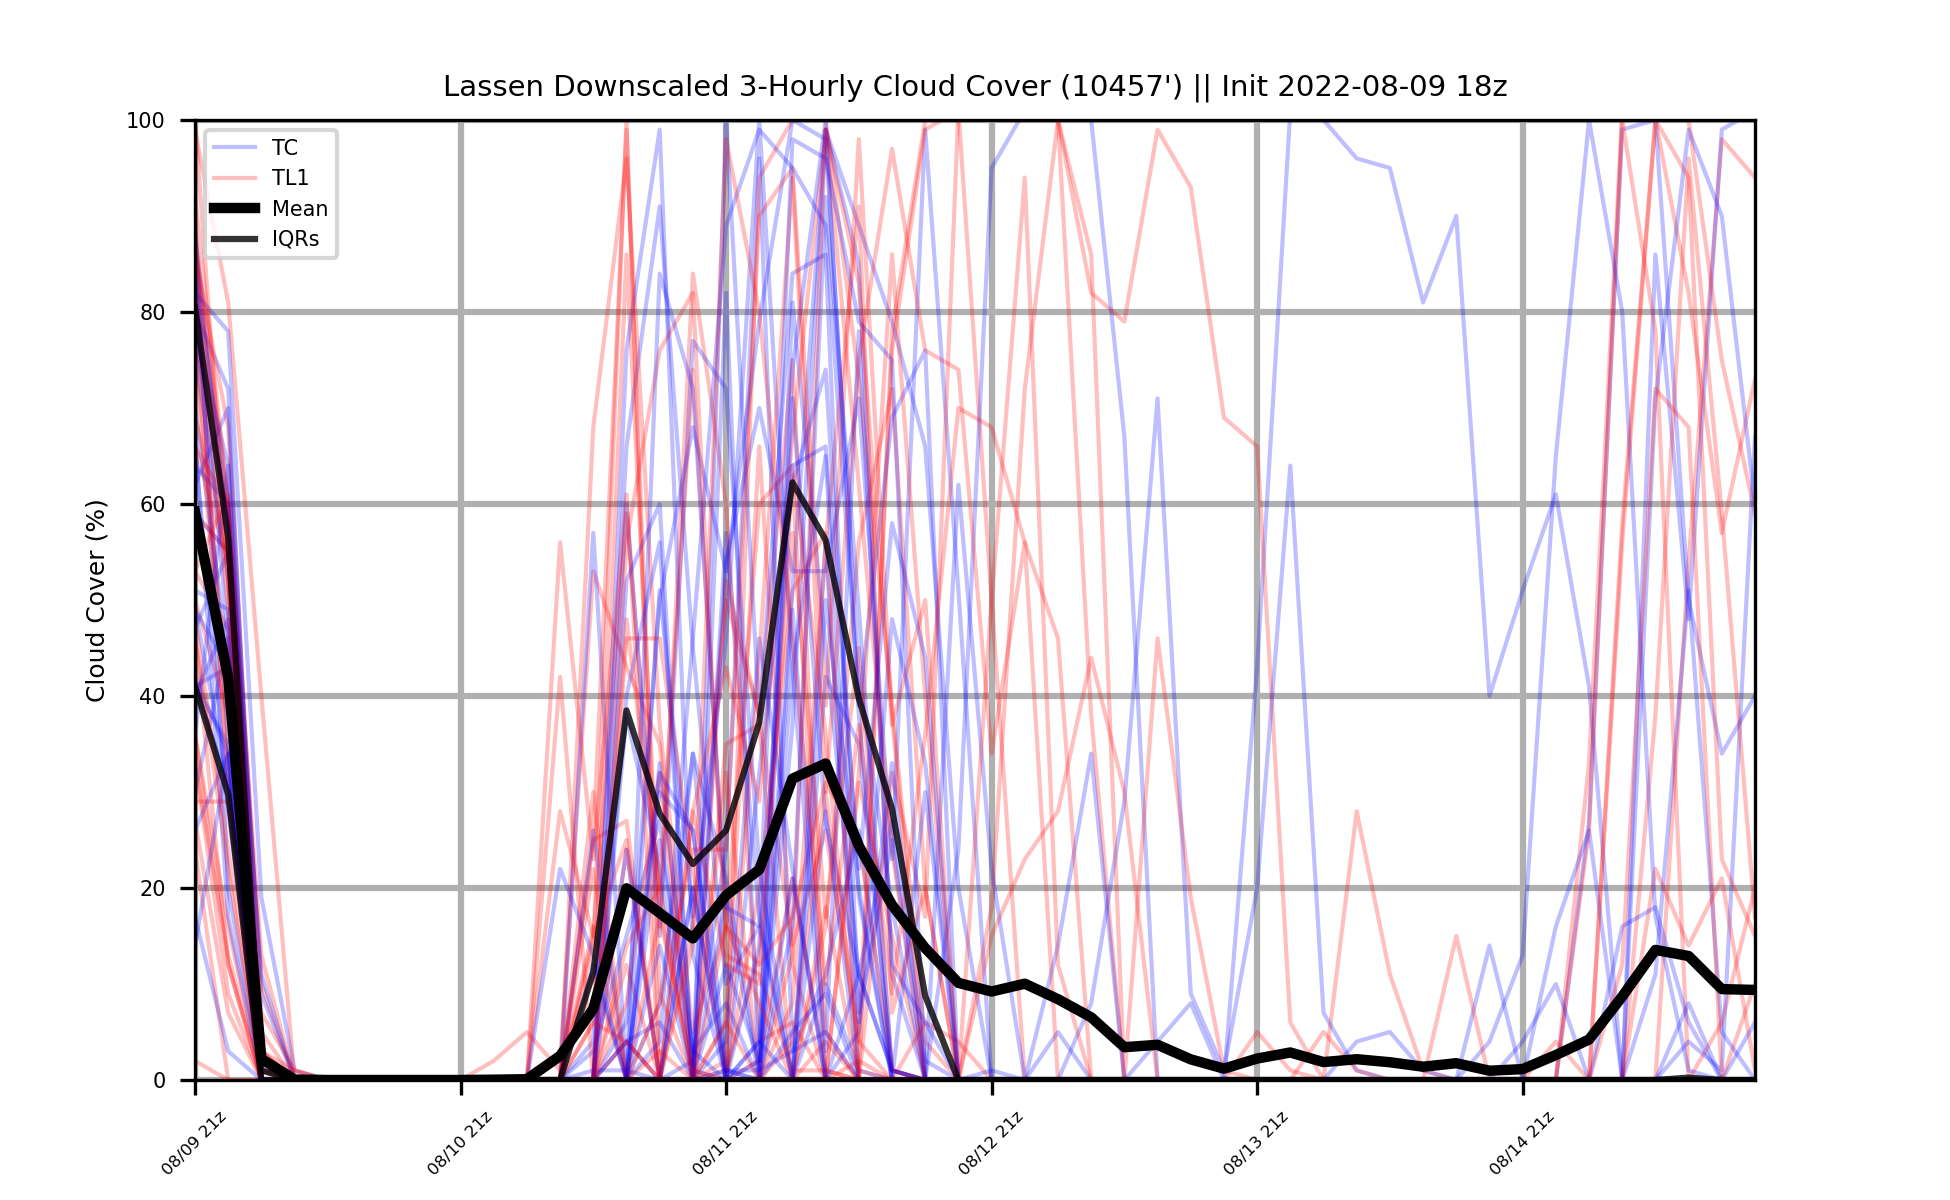 Lassen Downscaled 3-Hourly Cloud Cover (10457') || Init 2022-08-09 18z
100
80
60
40
20
0
Cloud Cover (%)
TC
TL1
Mean
IQRs
08/09 21z
08/10 21z
08/11 21z
08/12 21z
08/13 21z
08/14 21z